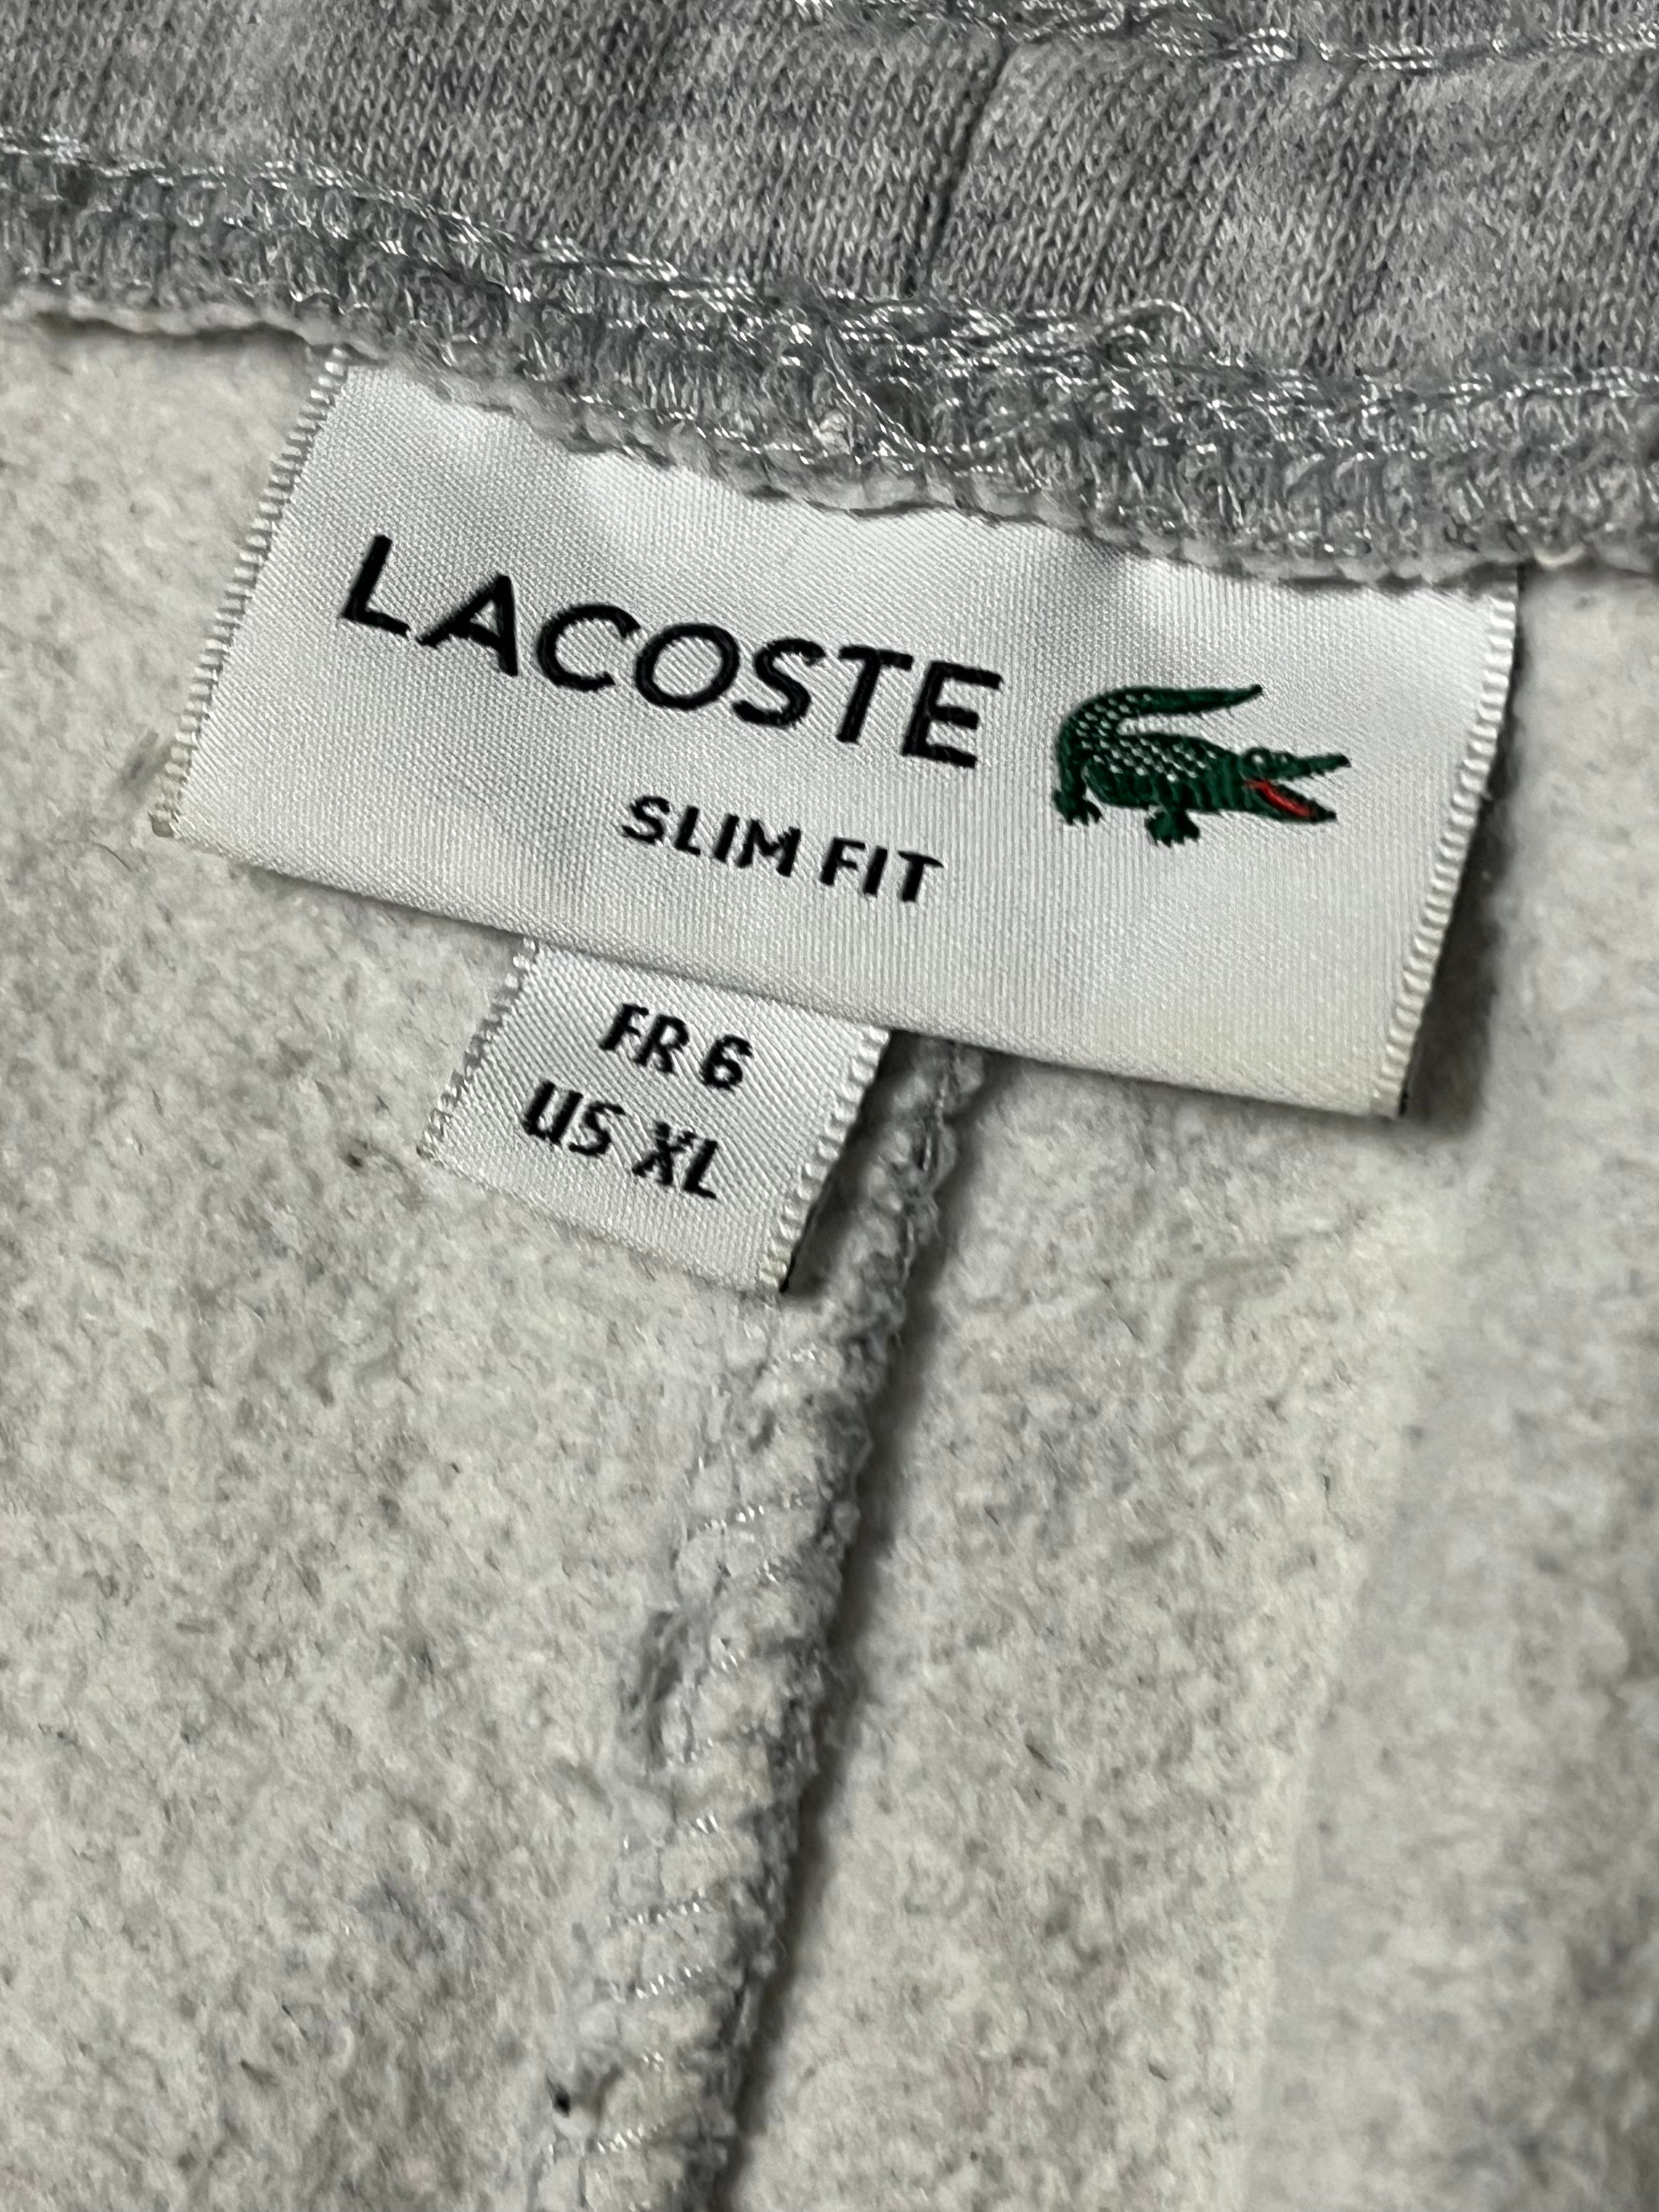 LACOSTE
SLIM FIT
FR 6
US XL